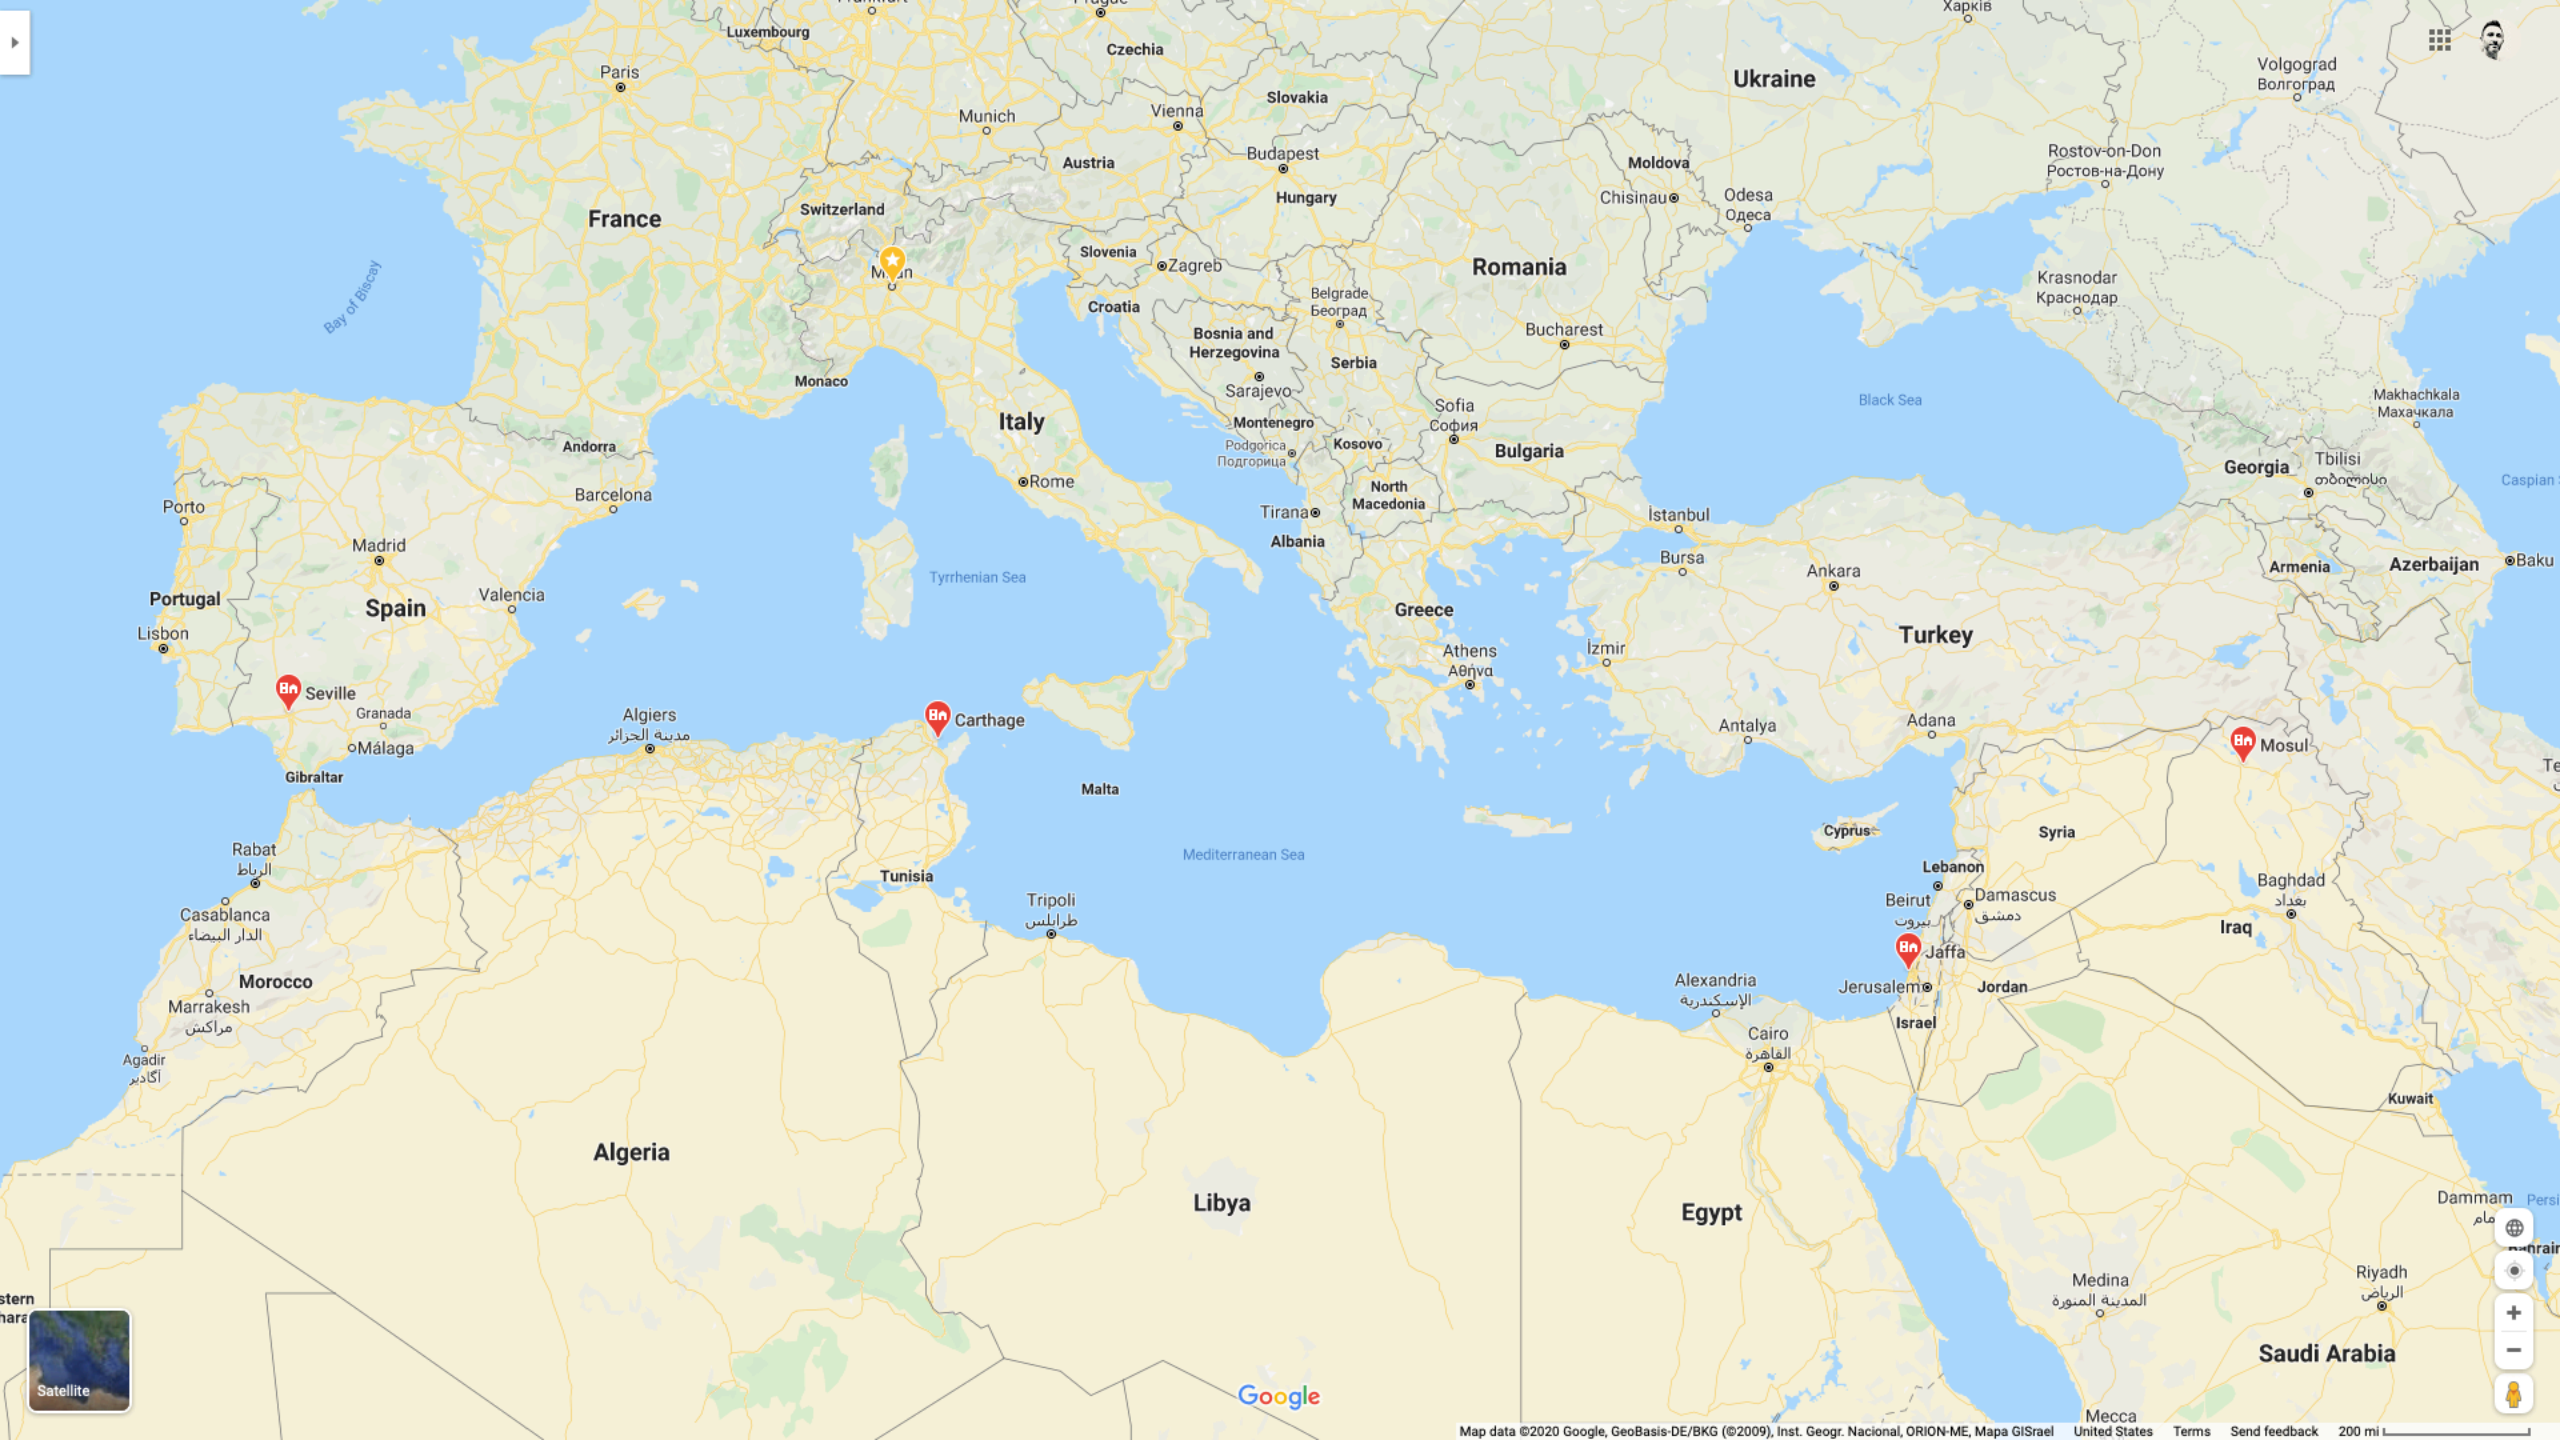 Luxembourg
Czechia
Харків
Paris
Ukraine
Volgograd
Волгоград
Munich
Vienna
Slovakia
Austria
Budapest
Moldova
Rostov-on-Don
Ростов-на-Дону
Hungary
Chisinau
Odesa
Одеса
Switzerland
France
Slovenia
Zagreb
Romania
Krasnodar
Краснодар
Bay of Biscay
Croatia
Belgrade
Београд
Bosnia and
Herzegovina
Bucharest
Serbia
Monaco
Sarajevo
Black Sea
Makhachkala
Махачкала
Italy
Sofia
София
Montenegro
Andorra
Podgorica
Подгорица
Kosovo
Bulgaria
Georgia
Tbilisi
თბილისი
Rome
Caspian
Barcelona
North
Macedonia
Porto
Tirana
İstanbul
Madrid
Albania
Bursa
Ankara
Armenia
Azerbaijan
Baku
Tyrrhenian Sea
Portugal
Spain
Valencia
Greece
Lisbon
Turkey
Athens
Αθήνα
İzmir
Seville
Granada
Algiers
مدينة الجزائر
Carthage
Antalya
Adana
Málaga
Mosul
Gibraltar
Malta
Cyprus
Syria
Rabat
الرباط
Mediterranean Sea
Tunisia
Lebanon
Baghdad
بغداد
Casablanca
الدار البيضاء
Tripoli
طرابلس
Beirut
بيروت
Damascus
دمشق
Iraq
Jaffa
Morocco
Alexandria
الإسكندرية
Jerusalem
Jordan
Marrakesh
مراكش
Israel
Cairo
القاهرة
Agadir
أكادير
Kuwait
Algeria
Libya
Egypt
Dammam
Medina
المدينة المنورة
Riyadh
الرياض
Saudi Arabia
Satellite
Google
Mecca
Map data ©2020 Google, GeoBasis-DE/BKG (©2009), Inst. Geogr. Nacional, ORION-ME, Mapa GISrael United States Terms Send feedback 200 mi